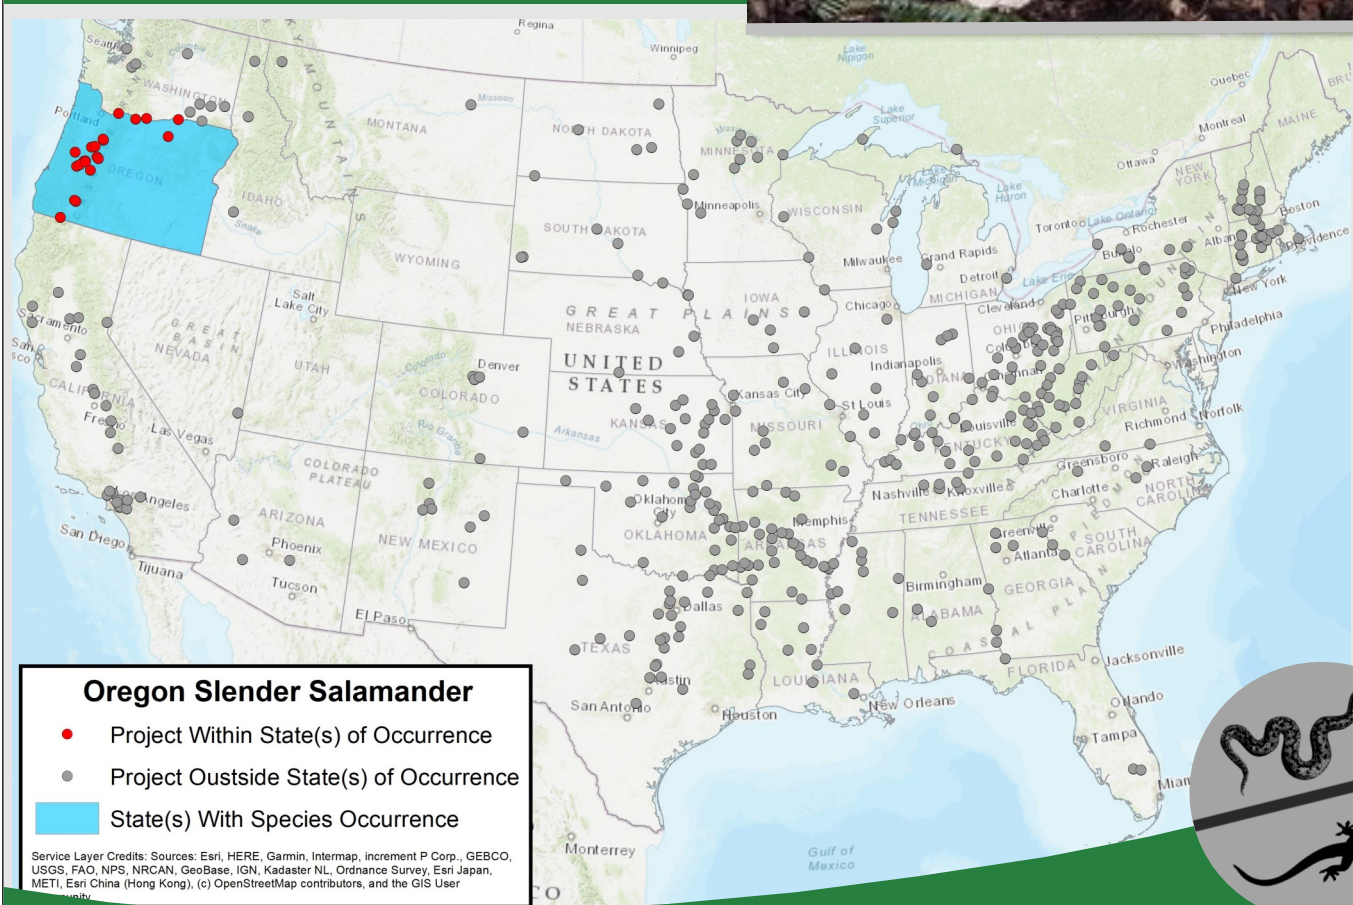 Regina
Winnipeg
Lake
Nipigon
Quebec
Montreal
MAINE
Ottawa
Lake
Superior
WASHINGTON
Missouri
MONTANA
NORTH DAKOTA
MINNESOTA
Portland
OREGON
MOUNTAINS
IDAHO
Snake
Minneapolis
WISCONSIN
Lake
Michigan
Lake
Huron
NEW
YORK
Toronto
Lake Ontario
Rochester
Boston
Providence
SOUTH DAKOTA
WYOMING
Milwaukee
Grand Rapids
Detroit
Lake Erie
MICHIGAN
Cleveland
New York
Chicago
IOWA
Salt
Lake City
GREAT PLAINS
NEBRASKA
UNITED
STATES
GREAT
BASIN
NEVADA
UTAH
Sacramento
Pittsburgh
Philadelphia
Washington
OHIO
ILLINOIS
Indianapolis
INDIANA
Denver
Colorado
COLORADO
CALIFORNIA
Fresno
Las Vegas
Kansas City
KANSAS
MISSOURI
St Louis
Louisville
KENTUCKY
VIRGINIA
Richmond
Norfolk
Arkansas
Rio Grande
COLORADO
PLATEAU
Los Angeles
San Diego
Tijuana
ARIZONA
Phoenix
Tucson
NEW MEXICO
El Paso
Oklahoma
City
OKLAHOMA
ARKANSAS
Memphis
Nashville
Knoxville
TENNESSEE
Greensboro
Raleigh
Charlotte
NORTH
CAROLINA
Greenville
SOUTH
CAROLINA
PIEDMONT
Atlanta
Birmingham
GEORGIA
ALABAMA
COASTAL PLAIN
Dallas
TEXAS
Austin
San Antonio
Houston
LOUISIANA
New Orleans
FLORIDA
Jacksonville
Orlando
Tampa
Monterrey
Gulf of
Mexico
Oregon Slender Salamander
Project Within State(s) of Occurrence
Project Oustside State(s) of Occurrence
State(s) With Species Occurrence
Service Layer Credits: Sources: Esri, HERE, Garmin, Intermap, increment P Corp., GEBCO,
USGS, FAO, NPS, NRCAN, GeoBase, IGN, Kadaster NL, Ordnance Survey, Esri Japan,
METI, Esri China (Hong Kong), (c) OpenStreetMap contributors, and the GIS User